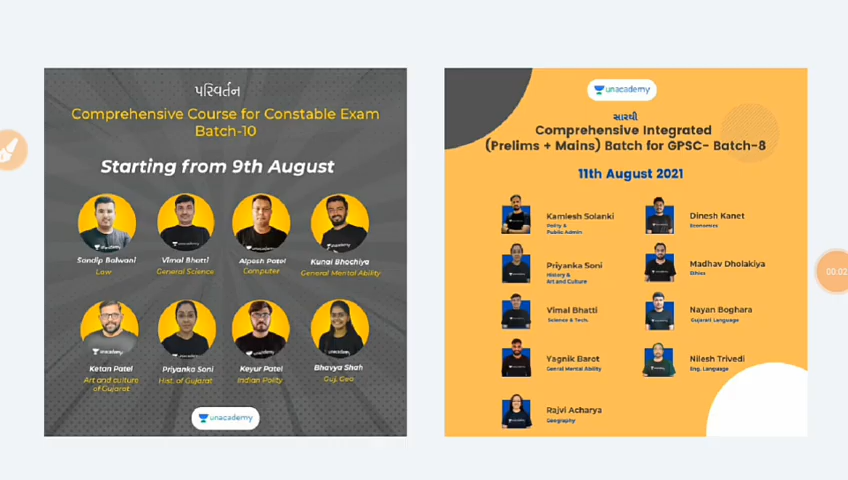 પરિવર્તન
Comprehensive Course for Constable Exam
Batch-10
Starting from 9th August
Sandip Balwani
Law
Vimal Bhatti
General Science
Alpesh Patel
Computer
Kunal Bhochiya
General Mental Ability
Ketan Patel
Art and culture
of Gujarat
Priyanka Soni
Hist. of Gujarat
Keyur Patel
Indian Polity
Bhavya Shah
Guj. Geo
unacademy
unacademy
સારથી
Comprehensive Integrated
(Prelims + Mains) Batch for GPSC- Batch-8
11th August 2021
Kamlesh Solanki
Polity &
Public Admin
Dinesh Kanet
Economics
Priyanka Soni
History &
Art and Culture
Madhav Dholakiya
Ethics
Vimal Bhatti
Science & Tech
Nayan Boghara
Gujarati Language
Yagnik Barot
General Mental Ability
Nilesh Trivedi
Eng. Language
Rajvi Acharya
Geography
00:02